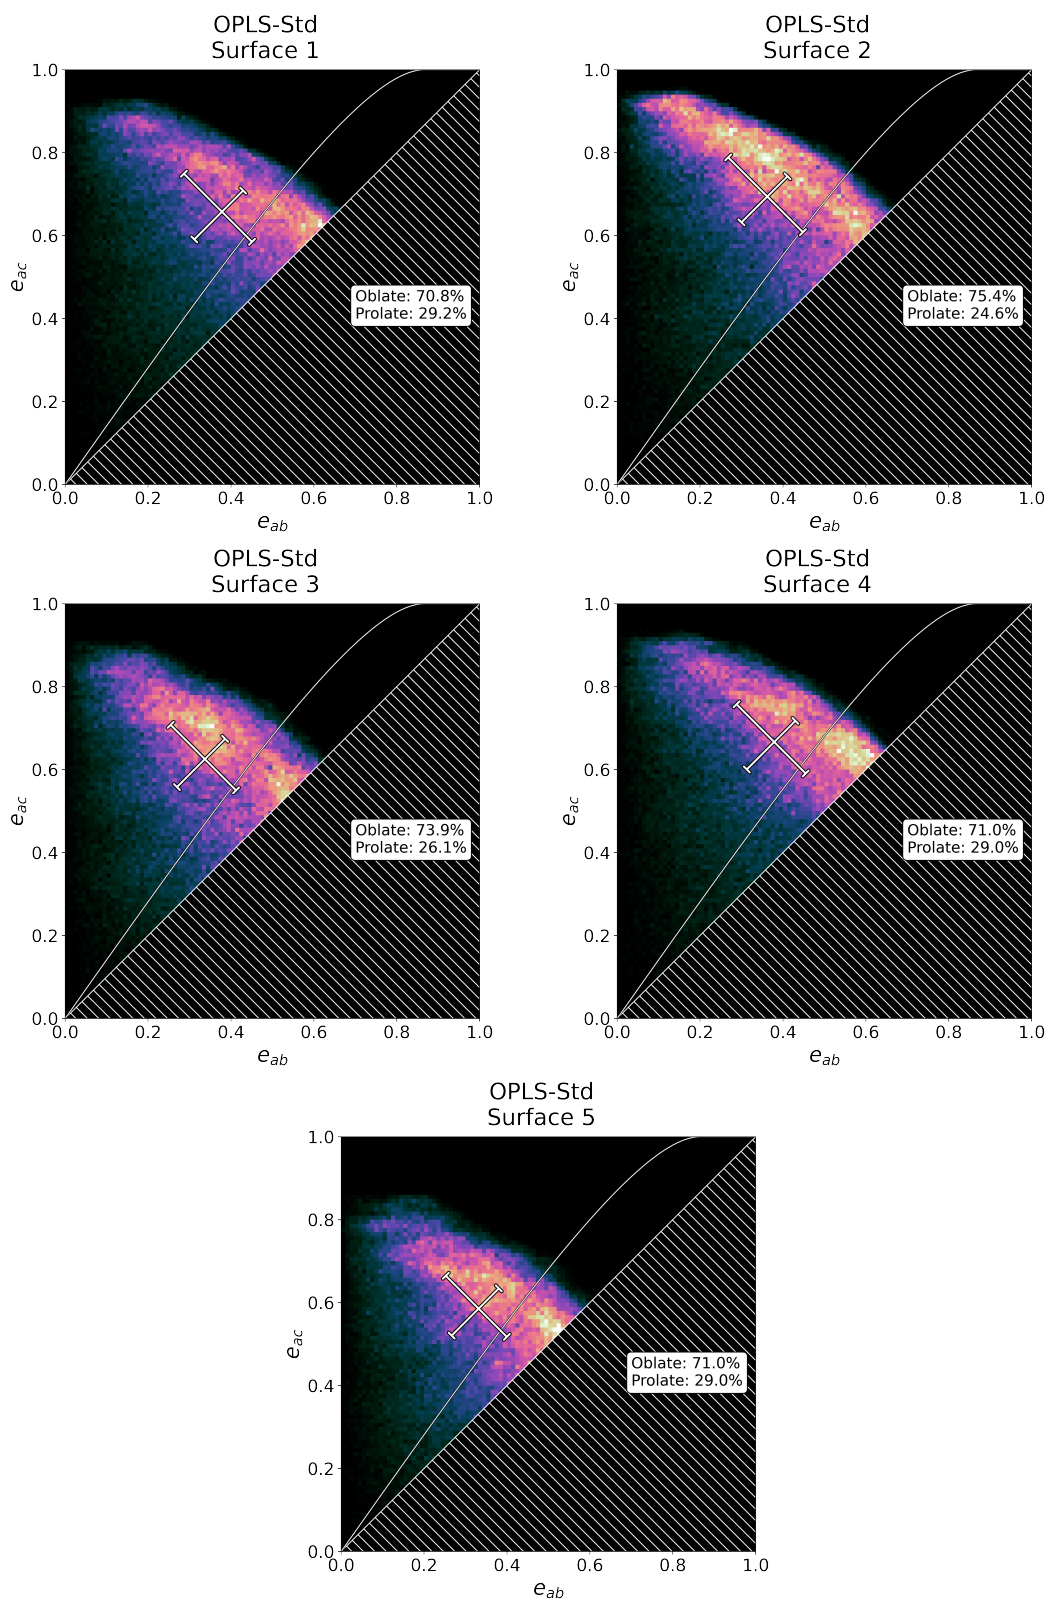 OPLS-Std
Surface 1
1.0
0.8
0.6
0.4
0.2
0.0
e_ac
Oblate: 70.8%
Prolate: 29.2%
0.0 0.2 0.4 0.6 0.8 1.0
e_ab
OPLS-Std
Surface 2
1.0
0.8
0.6
0.4
0.2
0.0
e_ac
Oblate: 75.4%
Prolate: 24.6%
0.0 0.2 0.4 0.6 0.8 1.0
e_ab
OPLS-Std
Surface 3
1.0
0.8
0.6
0.4
0.2
0.0
e_ac
Oblate: 73.9%
Prolate: 26.1%
0.0 0.2 0.4 0.6 0.8 1.0
e_ab
OPLS-Std
Surface 4
1.0
0.8
0.6
0.4
0.2
0.0
e_ac
Oblate: 71.0%
Prolate: 29.0%
0.0 0.2 0.4 0.6 0.8 1.0
e_ab
OPLS-Std
Surface 5
1.0
0.8
0.6
0.4
0.2
0.0
e_ac
Oblate: 71.0%
Prolate: 29.0%
0.0 0.2 0.4 0.6 0.8 1.0
e_ab